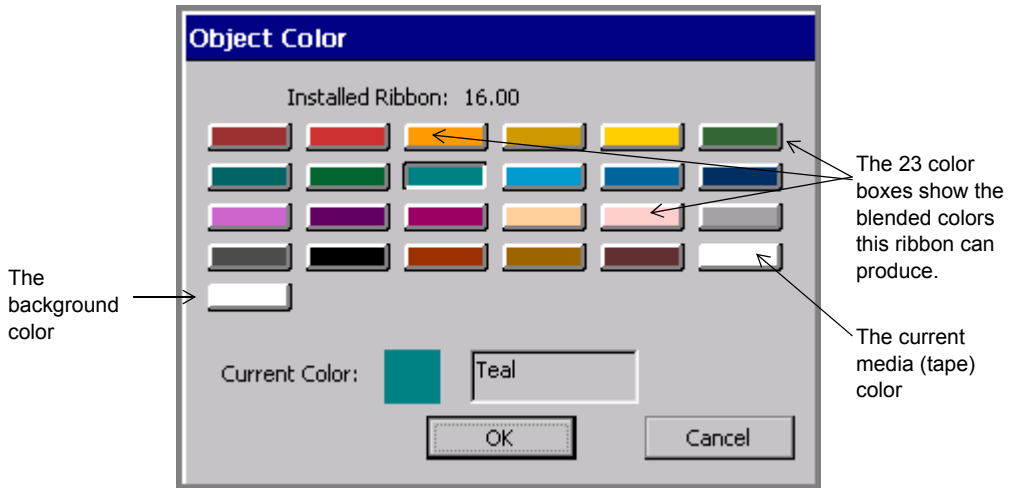 Object Color
Installed Ribbon: 16.00
The 23 color
boxes show the
blended colors
this ribbon can
produce.
The
background
color
The current
media (tape)
color
Current Color:
Teal
OK
Cancel